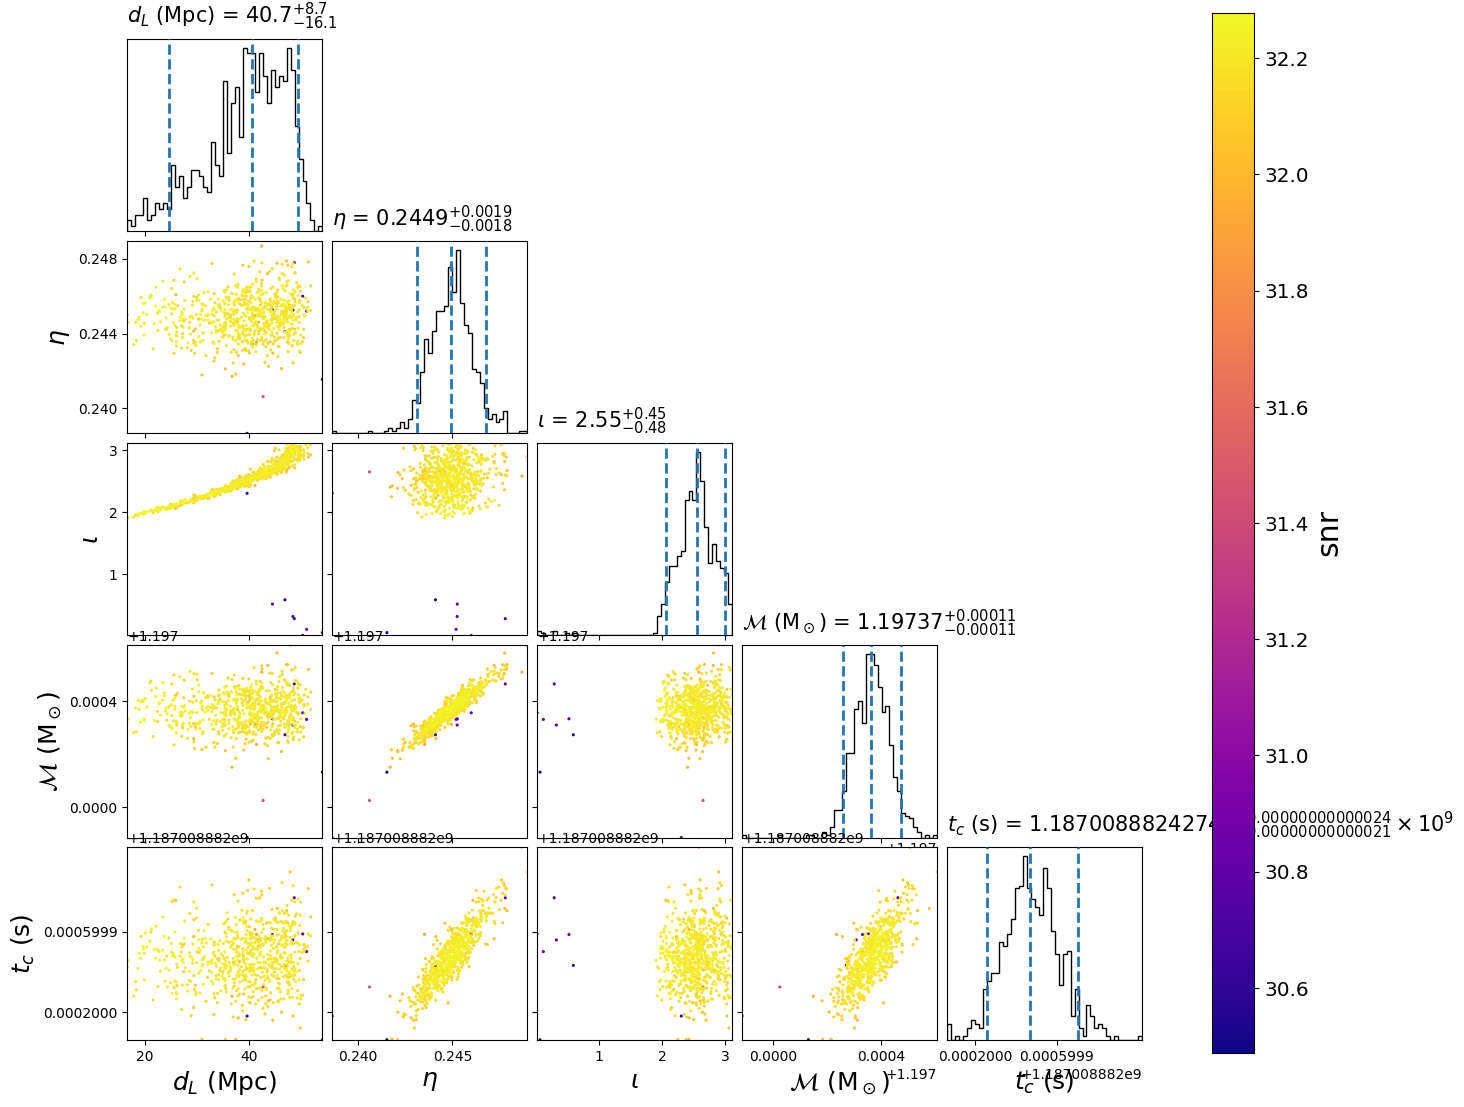 d_L (Mpc) = 40.7^{+8.7}_{−16.1}
32.2
η = 0.2449^{+0.0019}_{−0.0018}
32.0
0.248
η
0.244
31.8
0.240
ι = 2.55^{+0.45}_{−0.48}
31.6
3
ι
2
1
31.4
snr
+1.197
+1.197
+1.197
ℳ (M_⊙) = 1.19737^{+0.00011}_{−0.00011}
31.2
ℳ (M_⊙)
0.0004
0.0000
31.0
+1.187008882e9
+1.187008882e9
+1.187008882e9
+1.187008882e9
+1.197
t_c (s) = 1.1870088824274 0.00000000000024 0.00000000000021 × 10^9
30.8
t_c (s)
0.0005999
0.0002000
30.6
20 40
0.240 0.245
1 2 3
0.0000 0.0004
0.0002000 0.0005999
+1.197
+1.187008882e9
d_L (Mpc)
η
ι
ℳ (M_⊙)
t_c (s)